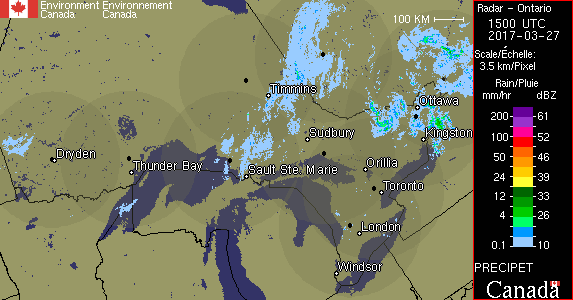 Environment Environnement
Canada Canada
100 KM
Radar - Ontario
1500 UTC
2017-03-27
Scale/Échelle:
3.5 km/Pixel
Rain/Pluie
mm/hr dBZ
200 61
100 52
50 46
24 39
12 33
4 26
0.1 10
Timmins
Ottawa
Sudbury
Kingston
Dryden
Thunder Bay
Sault Ste. Marie
Orillia
Toronto
London
Windsor
PRECIPET
Canada